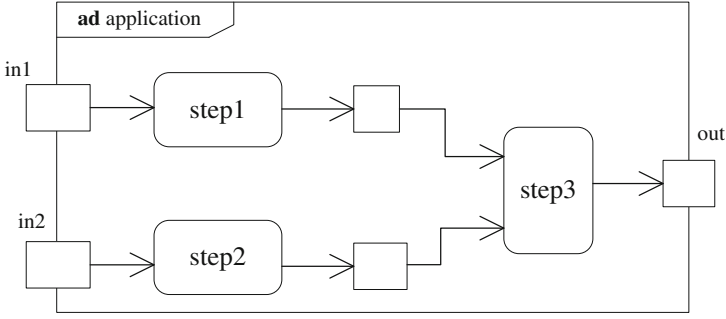 ad application
in1
step1
out
step3
in2
step2